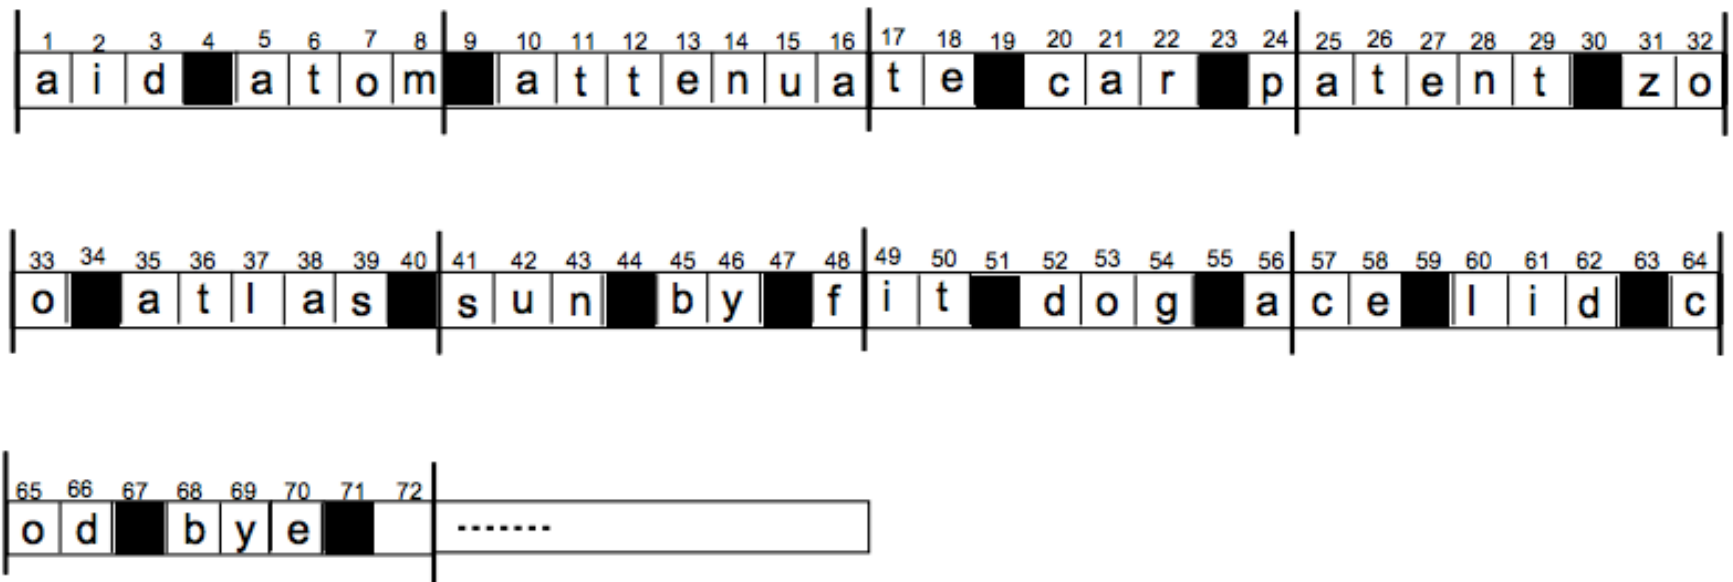 1 2 3 4 5 6 7 8 9 10 11 12 13 14 15 16 17 18 19 20 21 22 23 24 25 26 27 28 29 30 31 32
a i d a t o m a t t e n u a t e c a r p a t e n t z o
33 34 35 36 37 38 39 40 41 42 43 44 45 46 47 48 49 50 51 52 53 54 55 56 57 58 59 60 61 62 63 64
o a t l a s s u n b y f i t d o g a c e l i d c
65 66 67 68 69 70 71 72
o d b y e -------